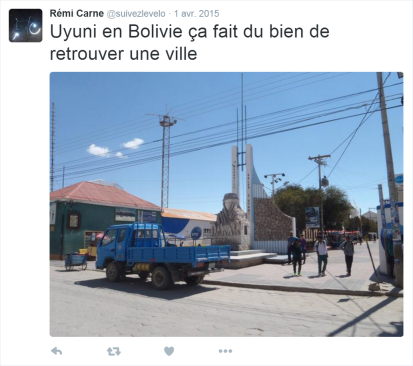 Rémi Carne @suivezlevelo · 1 avr. 2015
Uyuni en Bolivie ça fait du bien de
retrouver une ville